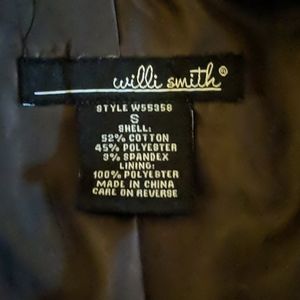 willi smith®
STYLE W55358
S
SHELL:
52% COTTON
45% POLYESTER
3% SPANDEX
LINING:
100% POLYESTER
MADE IN CHINA
CARE ON REVERSE